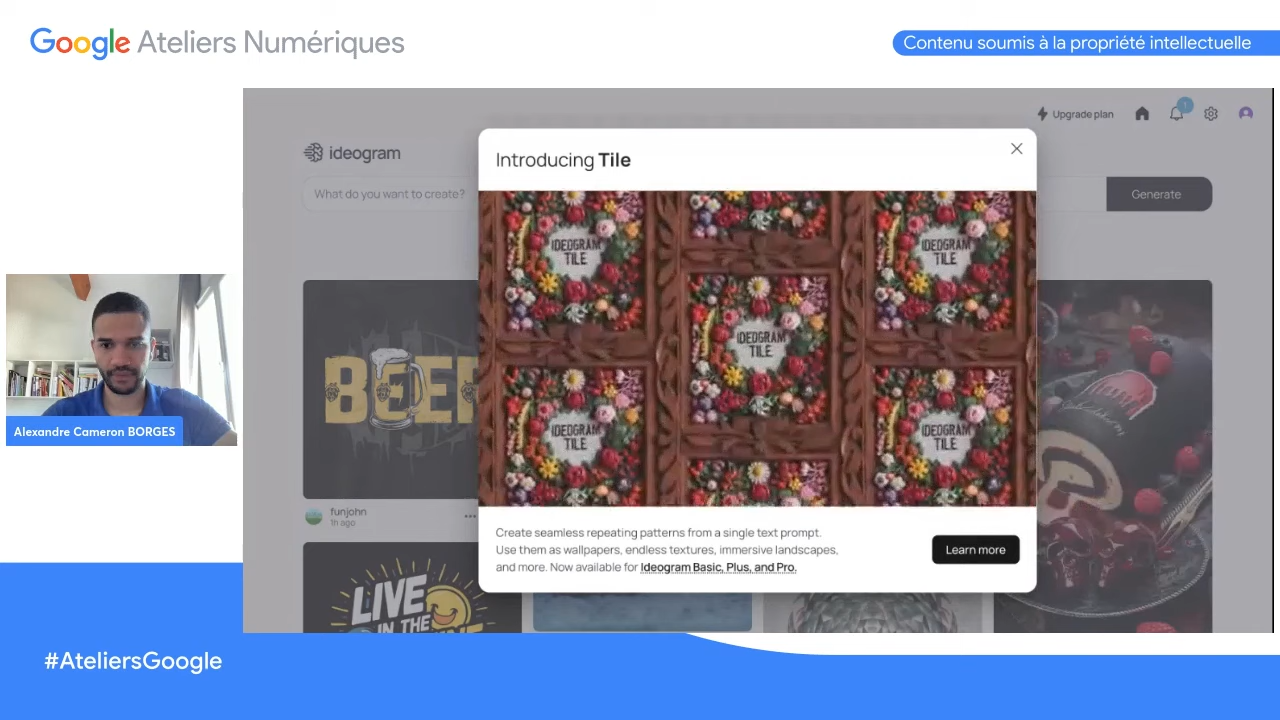 Google Ateliers Numériques
Contenu soumis à la propriété intellectuelle
Upgrade plan
1
ideogram
What do you want to create?
Generate
Introducing Tile
IDEOGRAM
TILE
IDEOGRAM
TILE
IDEOGRAM
TILE
IDEOGRAM
TILE
IDEOGRAM
TILE
BEER
funjohn
1h ago
LIVE
IN THE
Create seamless repeating patterns from a single text prompt.
Use them as wallpapers, endless textures, immersive landscapes,
and more. Now available for Ideogram Basic, Plus, and Pro.
Learn more
Alexandre Cameron BORGES
#AteliersGoogle